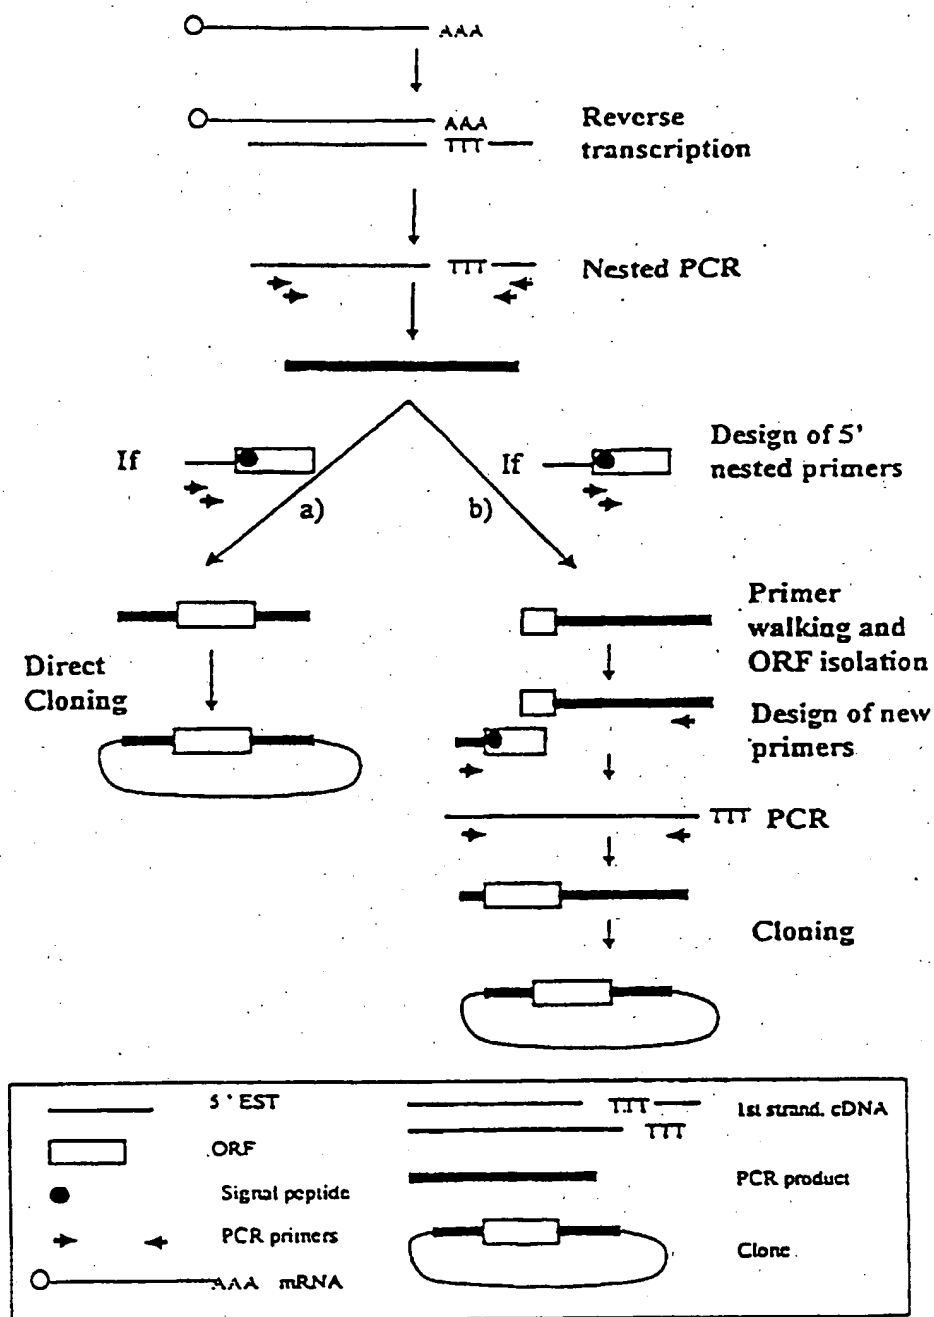 AAA
AAA
TTT
Reverse
transcription
TTT
Nested PCR
If
a)
If
b)
Design of 5'
nested primers
Direct
Cloning
Primer
walking and
ORF isolation
Design of new
primers
TTT PCR
Cloning
5' EST
ORF
Signal peptide
PCR primers
AAA mRNA
TTT 1st strand. cDNA
TTT
PCR product
Clone